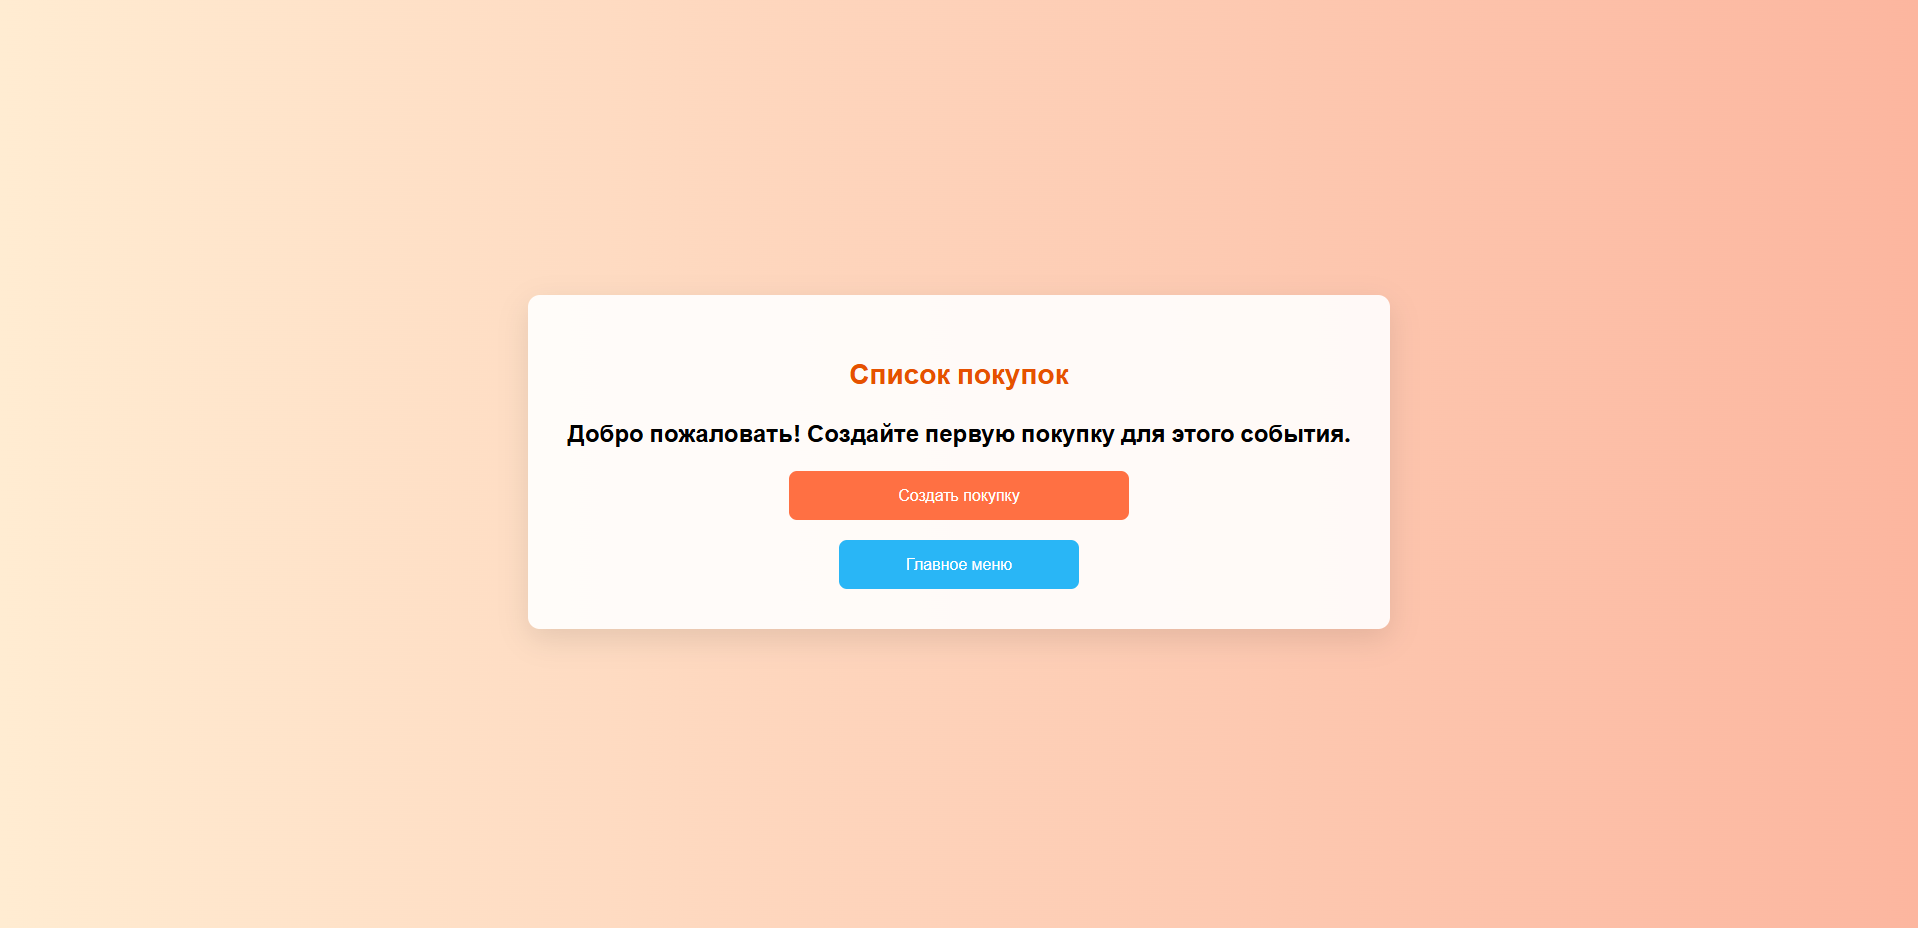 Список покупок
Добро пожаловать! Создайте первую покупку для этого события.
Создать покупку
Главное меню